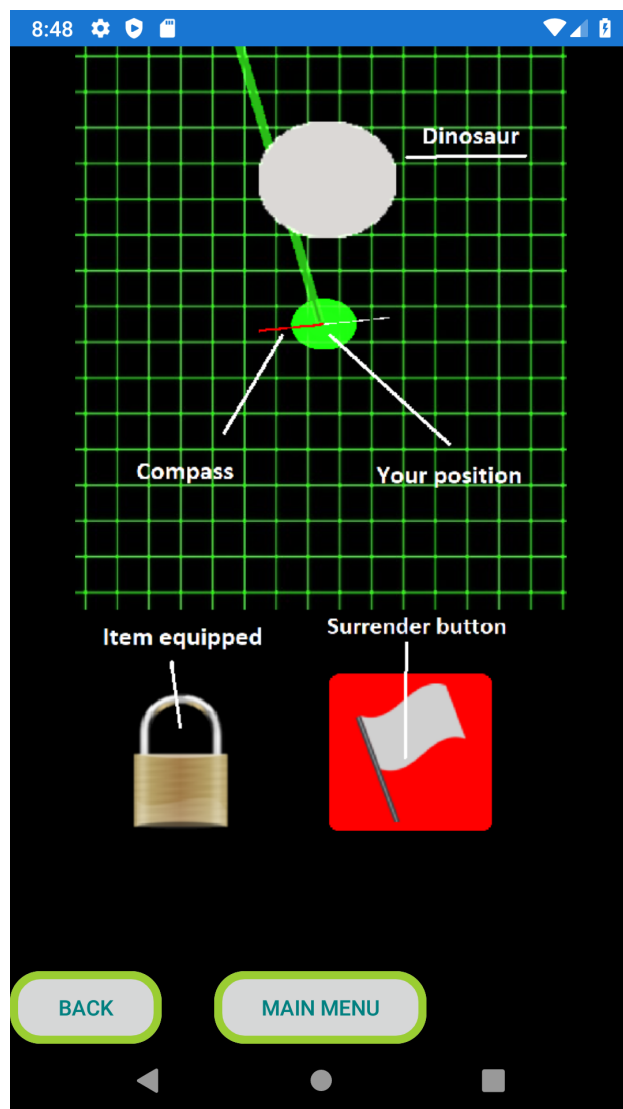 8:48
Dinosaur
Compass
Your position
Item equipped
Surrender button
BACK
MAIN MENU